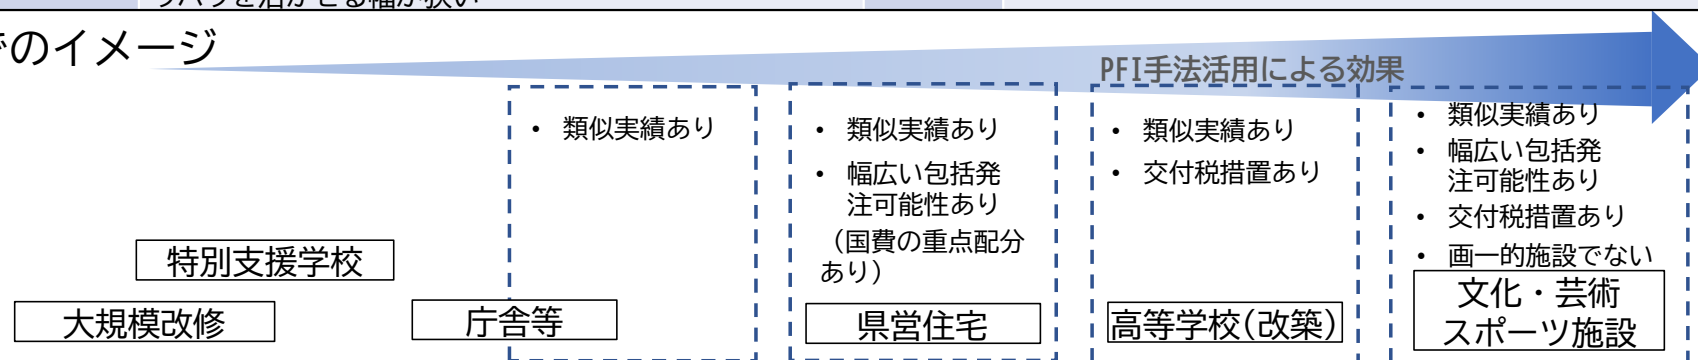 でのイメージ
PFI手法活用による効果
• 類似実績あり
• 類似実績あり
• 幅広い包括発
注可能性あり
（国費の重点配分
あり）
• 類似実績あり
• 交付税措置あり
• 類似実績あり
• 幅広い包括発
注可能性あり
• 交付税措置あり
• 画一的施設でない
特別支援学校
大規模改修
庁舎等
県営住宅
高等学校(改築)
文化・芸術
スポーツ施設